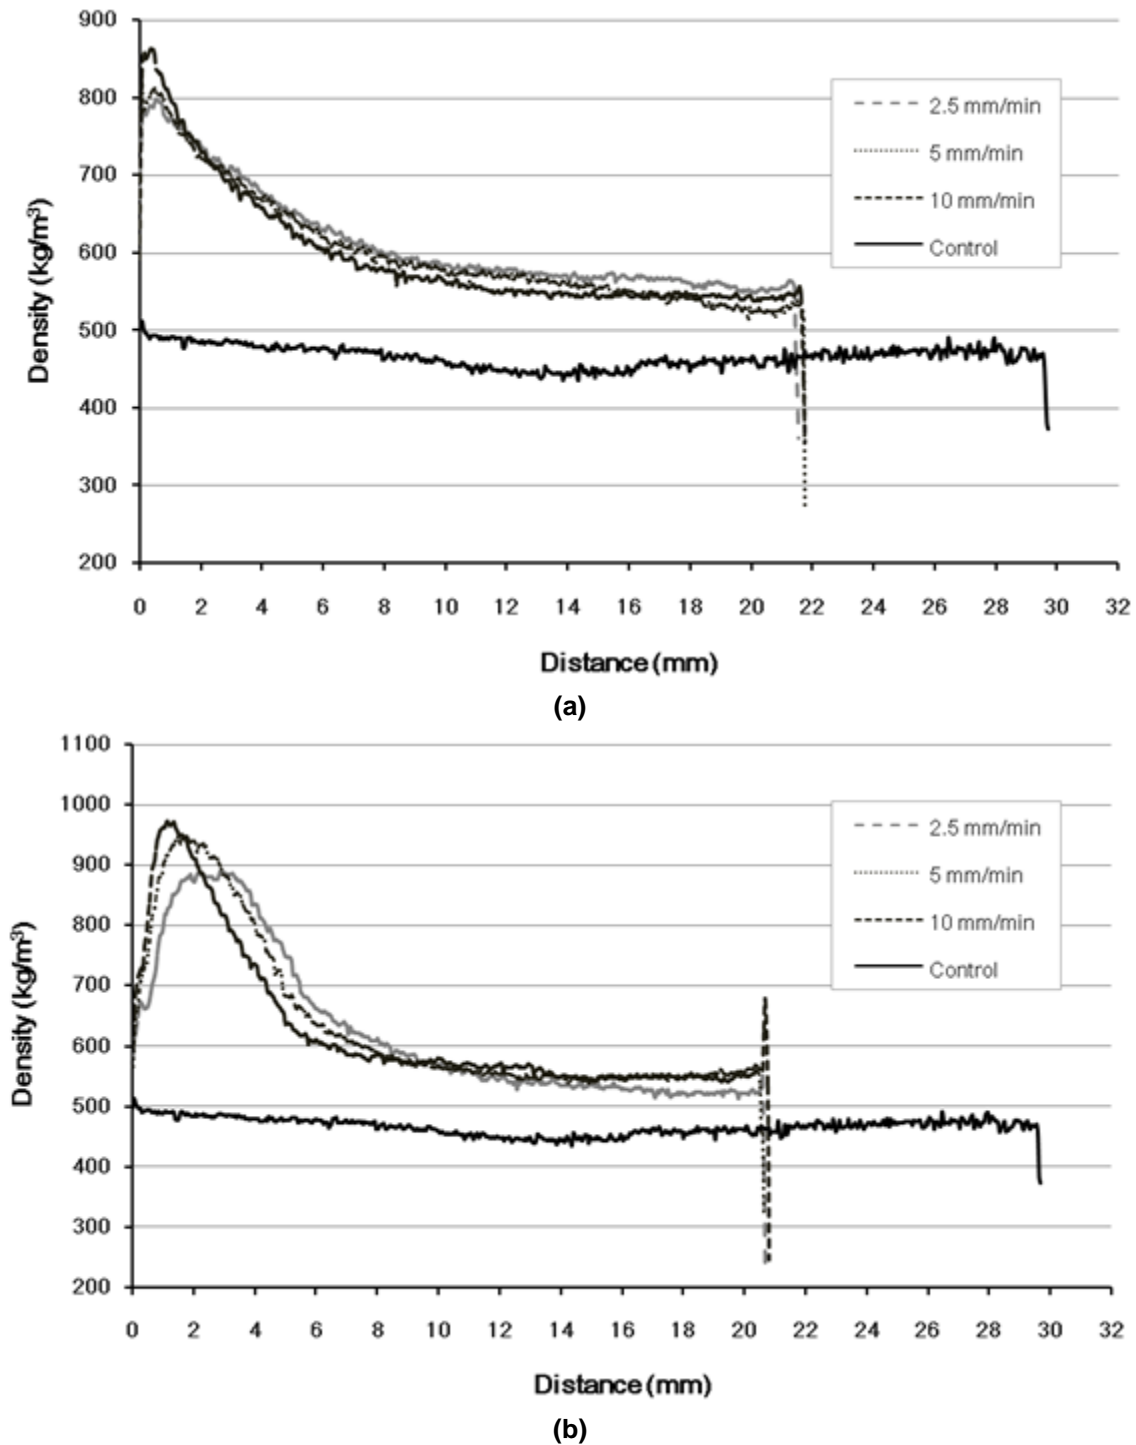 900
800
700
600
500
400
300
200
Density (kg/m³)
2.5 mm/min
5 mm/min
10 mm/min
Control
0 2 4 6 8 10 12 14 16 18 20 22 24 26 28 30 32
Distance (mm)
(a)
1100
1000
900
800
700
600
500
400
300
200
Density (kg/m³)
2.5 mm/min
5 mm/min
10 mm/min
Control
0 2 4 6 8 10 12 14 16 18 20 22 24 26 28 30 32
Distance (mm)
(b)